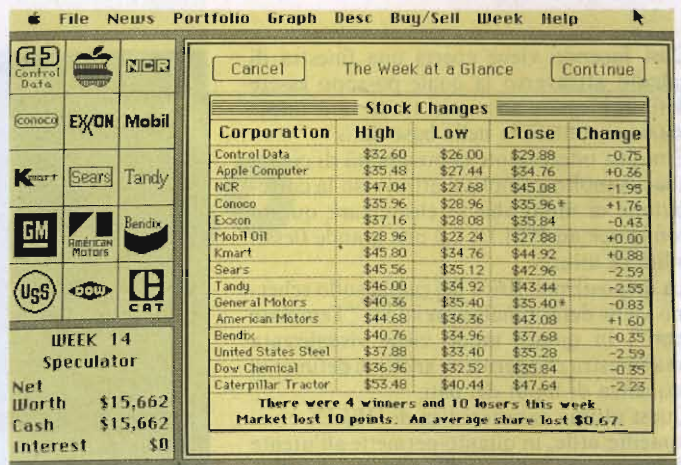 File News Portfolio Graph Desc Buy/Sell Week Help
Control Data
NCR
conoco
EXXON
Mobil
Kmart
Sears
Tandy
GM
American Motors
Bendix
USS
DOW
C
CAT
WEEK 14
Speculator
Net
Worth $15,662
Cash $15,662
Interest $0
Cancel The Week at a Glance Continue
Stock Changes
Corporation High Low Close Change
Control Data $32.60 $26.00 $29.88 -0.75
Apple Computer $35.48 $27.44 $34.76 +0.36
NCR $47.04 $27.68 $45.08 -1.95
Conoco $35.96 $28.96 $35.96* +1.76
Exxon $37.16 $28.08 $35.84 -0.43
Mobil Oil $28.96 $23.24 $27.88 +0.00
Kmart $45.80 $34.76 $44.92 +0.88
Sears $45.56 $35.12 $42.96 -2.59
Tandy $46.00 $34.92 $43.44 -2.55
General Motors $40.36 $35.40 $35.40* -0.83
American Motors $44.68 $36.36 $43.08 +1.60
Bendix $40.76 $34.96 $37.68 -0.35
United States Steel $37.88 $33.40 $35.28 -2.59
Dow Chemical $36.96 $32.52 $35.84 -0.35
Caterpillar Tractor $53.48 $40.44 $47.64 -2.23
There were 4 winners and 10 losers this week
Market lost 10 points. An average share lost $0.67.